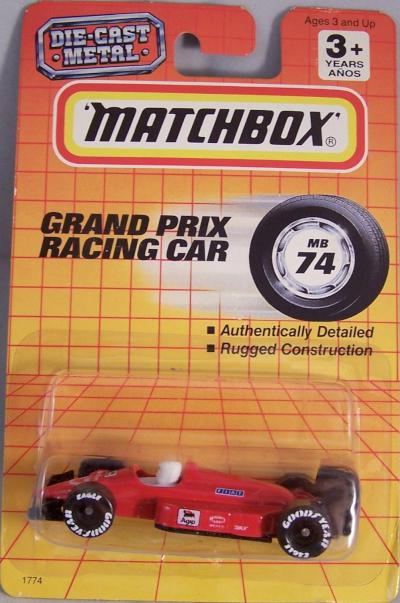 DIE-CAST
METAL
Ages 3 and Up
3+
YEARS
AÑOS
'MATCHBOX'®
GRAND PRIX
RACING CAR
MB
74
■ Authentically Detailed
■ Rugged Construction
FIAT
Agip
SKF
EAGLE
GOODYEAR
GOODYEAR
EAGLE
1774